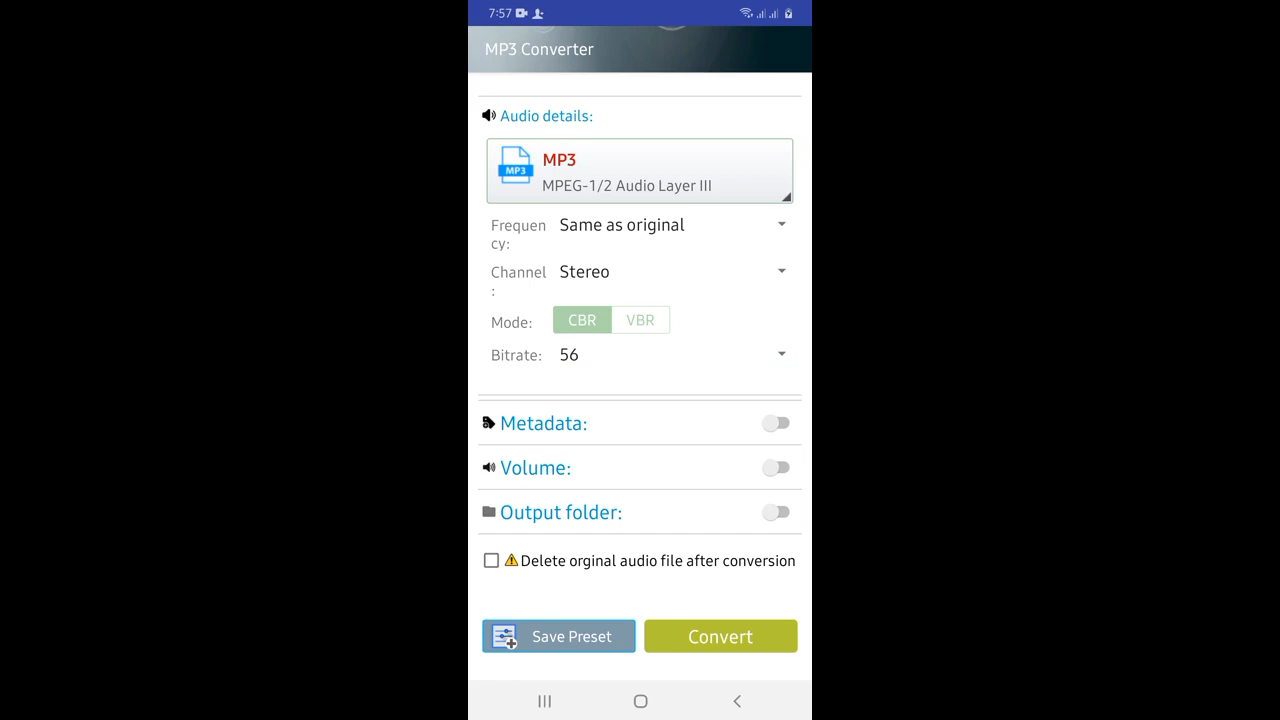 7:57
MP3 Converter
Audio details:
MP3
MP3
MPEG-1/2 Audio Layer III
Frequen
cy:
Same as original
Channel
:
Stereo
Mode:
CBR
VBR
Bitrate:
56
Metadata:
Volume:
Output folder:
Delete orginal audio file after conversion
Save Preset
Convert